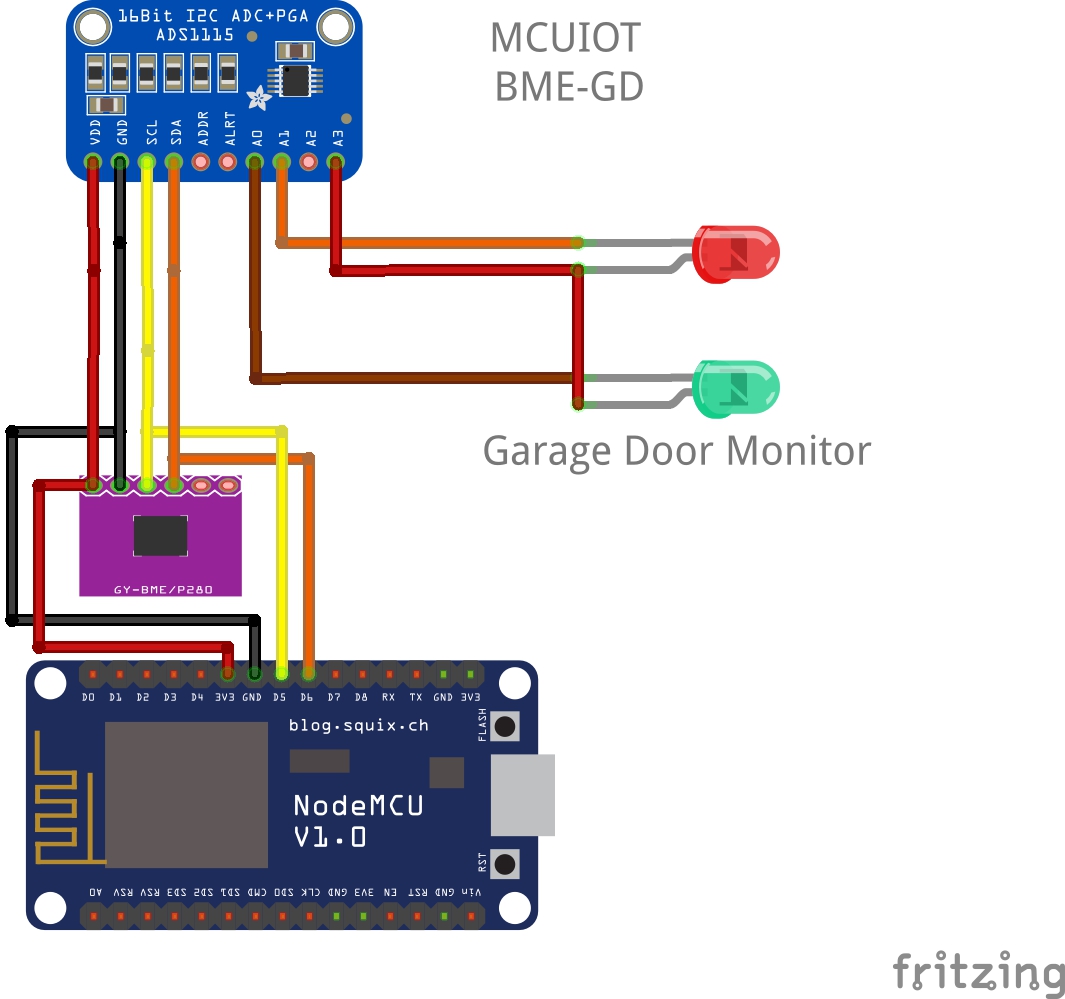 16Bit I2C ADC+PGA
ADS1115
MCUIOT
BME-GD
VDD GND SCL SDA ADDR ALRT A0 A1 A2 A3
Garage Door Monitor
GY-BME/P280
D0 D1 D2 D3 D4 3V3 GND D5 D6 D7 D8 RX TX GND 3V3
blog.squix.ch
FLASH
NodeMCU
V1.0
RST
A0 RSV RSV SD3 SD2 SD1 CMD SD0 CLK GND 3V3 EN RST GND Vin
fritzing